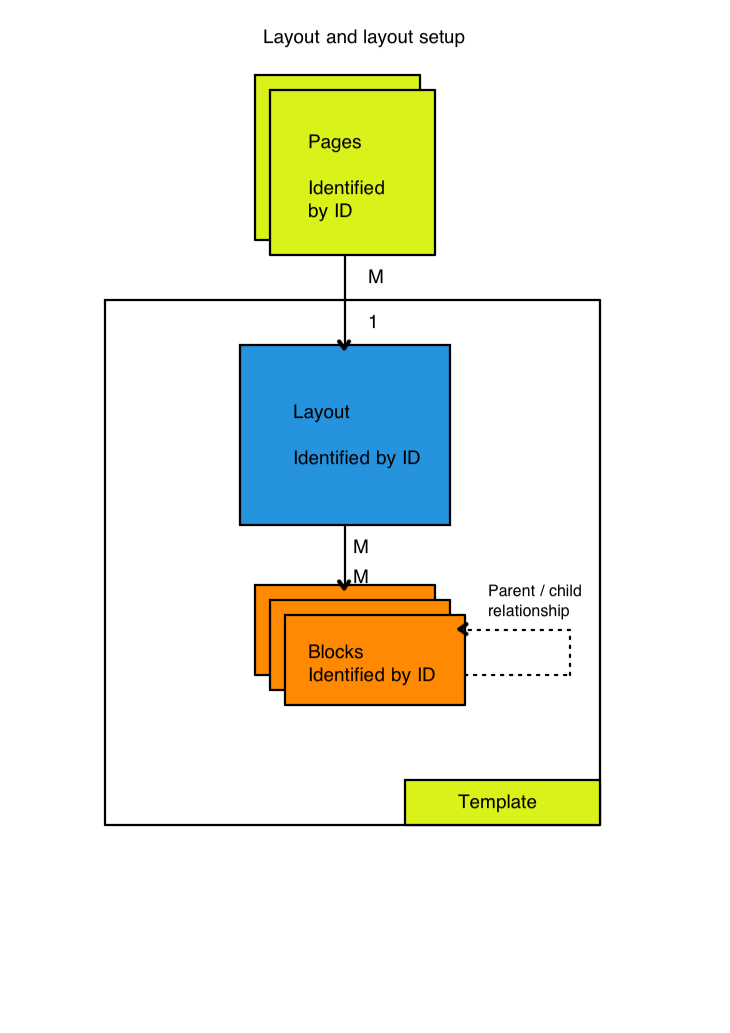 Layout and layout setup
Pages
Identified
by ID
M
1
Layout
Identified by ID
M
M
Parent / child
relationship
Blocks
Identified by ID
Template